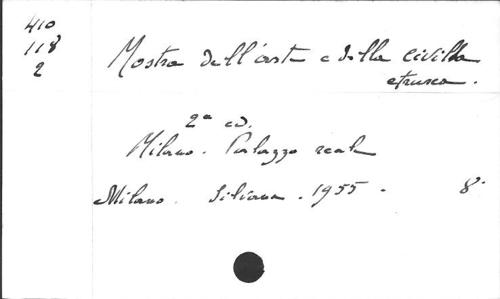 410
118
2
Mostra dell'arte e della civiltà
etrusca.
2a ed.
Milano. Palazzo reale
Milano. Silvana. 1955. 8°